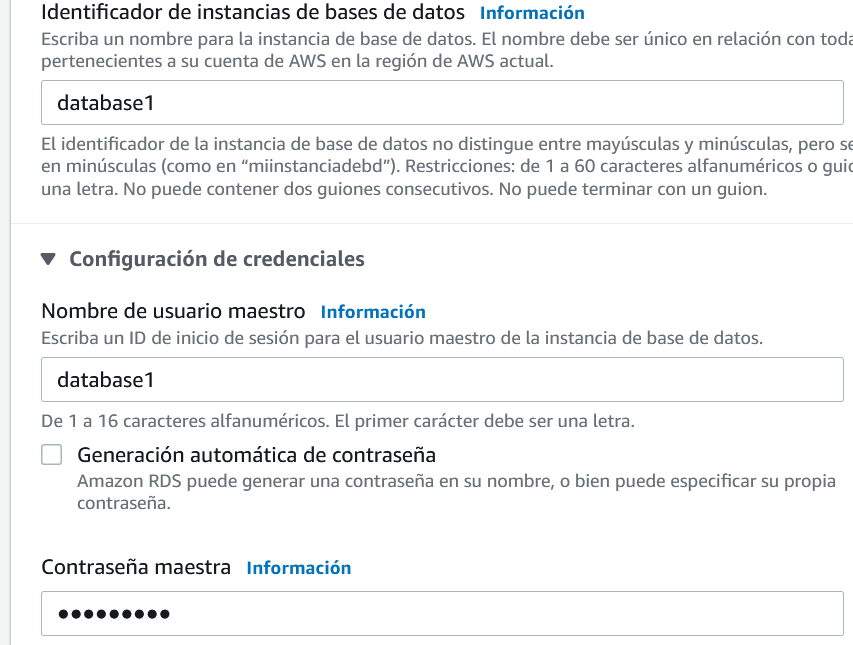 Identificador de instancias de bases de datos Información
Escriba un nombre para la instancia de base de datos. El nombre debe ser único en relación con
pertenecientes a su cuenta de AWS en la región de AWS actual.
database1
El identificador de la instancia de base de datos no distingue entre mayúsculas y minúsculas, pero
en minúsculas (como en “miinstanciadebd”). Restricciones: de 1 a 60 caracteres alfanuméricos o
una letra. No puede contener dos guiones consecutivos. No puede terminar con un guion.
Configuración de credenciales
Nombre de usuario maestro Información
Escriba un ID de inicio de sesión para el usuario maestro de la instancia de base de datos.
database1
De 1 a 16 caracteres alfanuméricos. El primer carácter debe ser una letra.
Generación automática de contraseña
Amazon RDS puede generar una contraseña en su nombre, o bien puede especificar su propia
contraseña.
Contraseña maestra Información
•••••••••